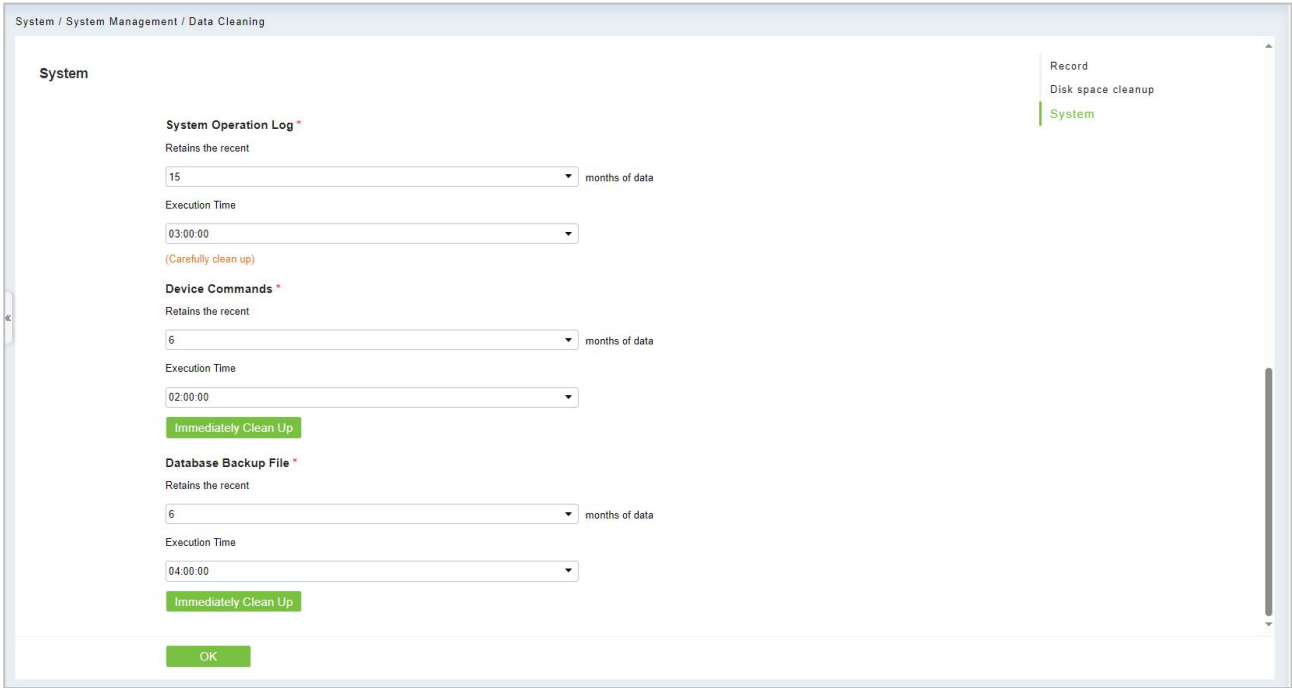 System / System Management / Data Cleaning
System
Record
Disk space cleanup
System
System Operation Log *
Retains the recent
15 months of data
Execution Time
03:00:00
(Carefully clean up)
Device Commands *
Retains the recent
6 months of data
Execution Time
02:00:00
Immediately Clean Up
Database Backup File *
Retains the recent
6 months of data
Execution Time
04:00:00
Immediately Clean Up
OK